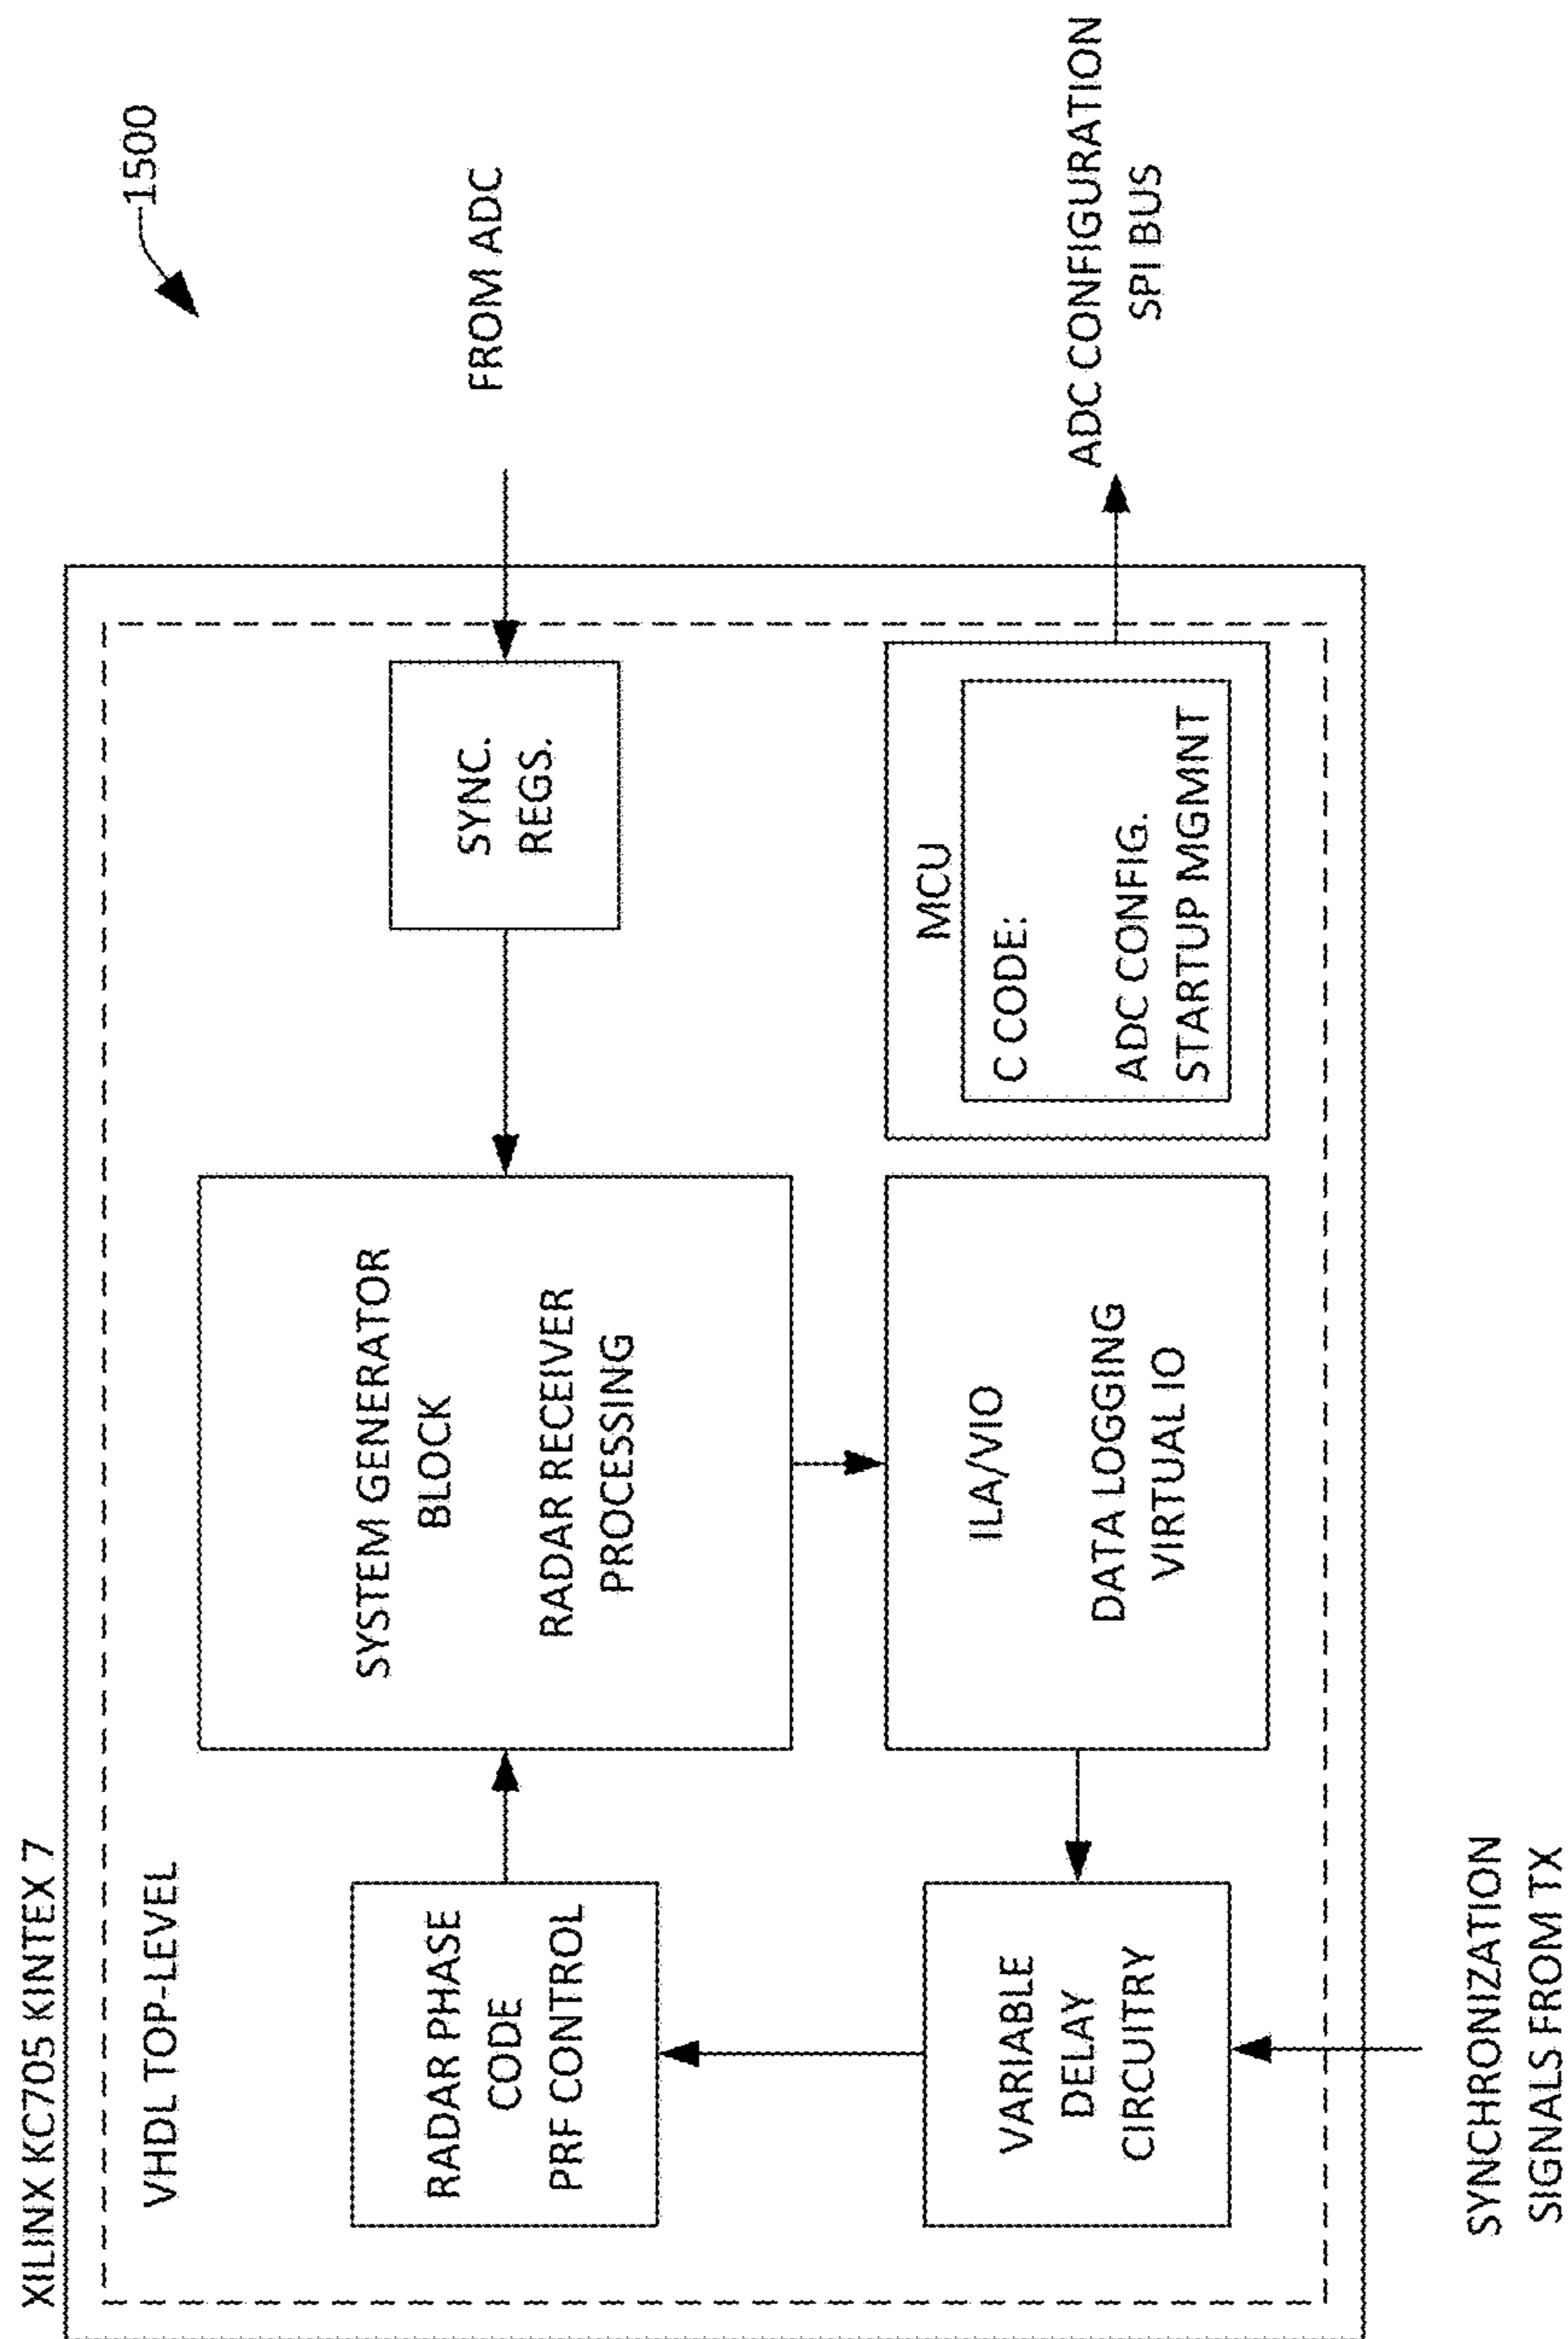 XILINX KC705 KINTEX 7
1500
VHDL TOP-LEVEL
RADAR PHASE
CODE
PRF CONTROL
SYSTEM GENERATOR
BLOCK
RADAR RECEIVER
PROCESSING
SYNC.
REGS.
FROM ADC
VARIABLE
DELAY
CIRCUITRY
ILA/VIO
DATA LOGGING
VIRTUAL IO
MCU
C CODE:
ADC CONFIG.
STARTUP MGMNT
ADC CONFIGURATION
SPI BUS
SYNCHRONIZATION
SIGNALS FROM TX